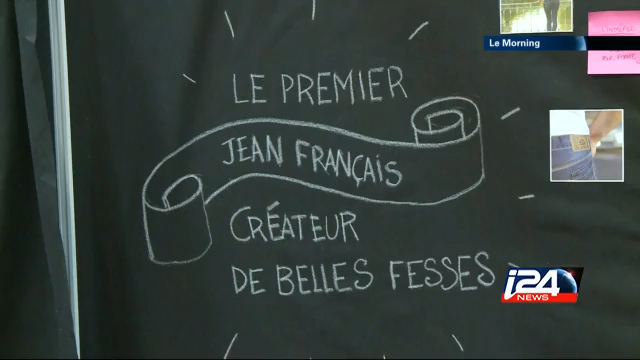 Le Morning
LE PREMIER
JEAN FRANÇAIS
CRÉATEUR
DE BELLES FESSES
i24
NEWS